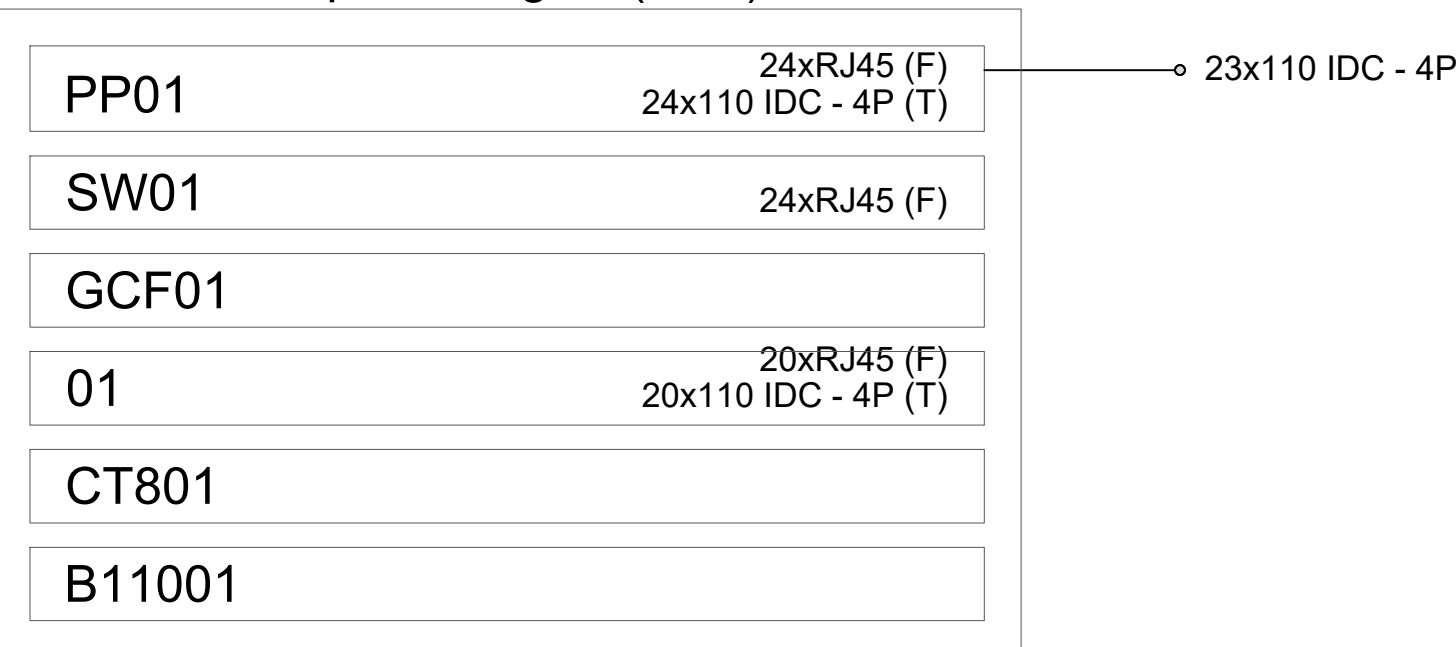 PP01
24xRJ45 (F)
24x110 IDC - 4P (T)
23x110 IDC - 4P
SW01
24xRJ45 (F)
GCF01
01
20xRJ45 (F)
20x110 IDC - 4P (T)
CT801
B11001